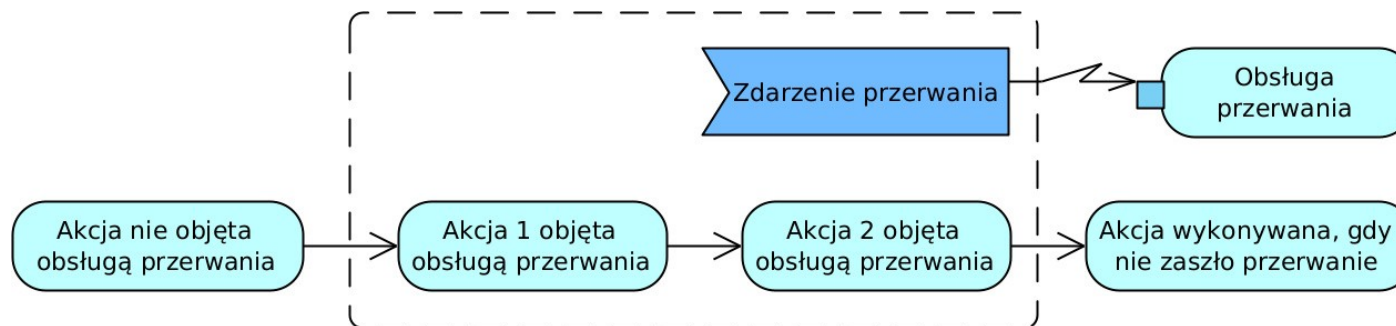 Zdarzenie przerwania
Obsługa
przerwania
Akcja nie objęta
obsługą przerwania
Akcja 1 objęta
obsługą przerwania
Akcja 2 objęta
obsługą przerwania
Akcja wykonywana, gdy
nie zaszło przerwanie